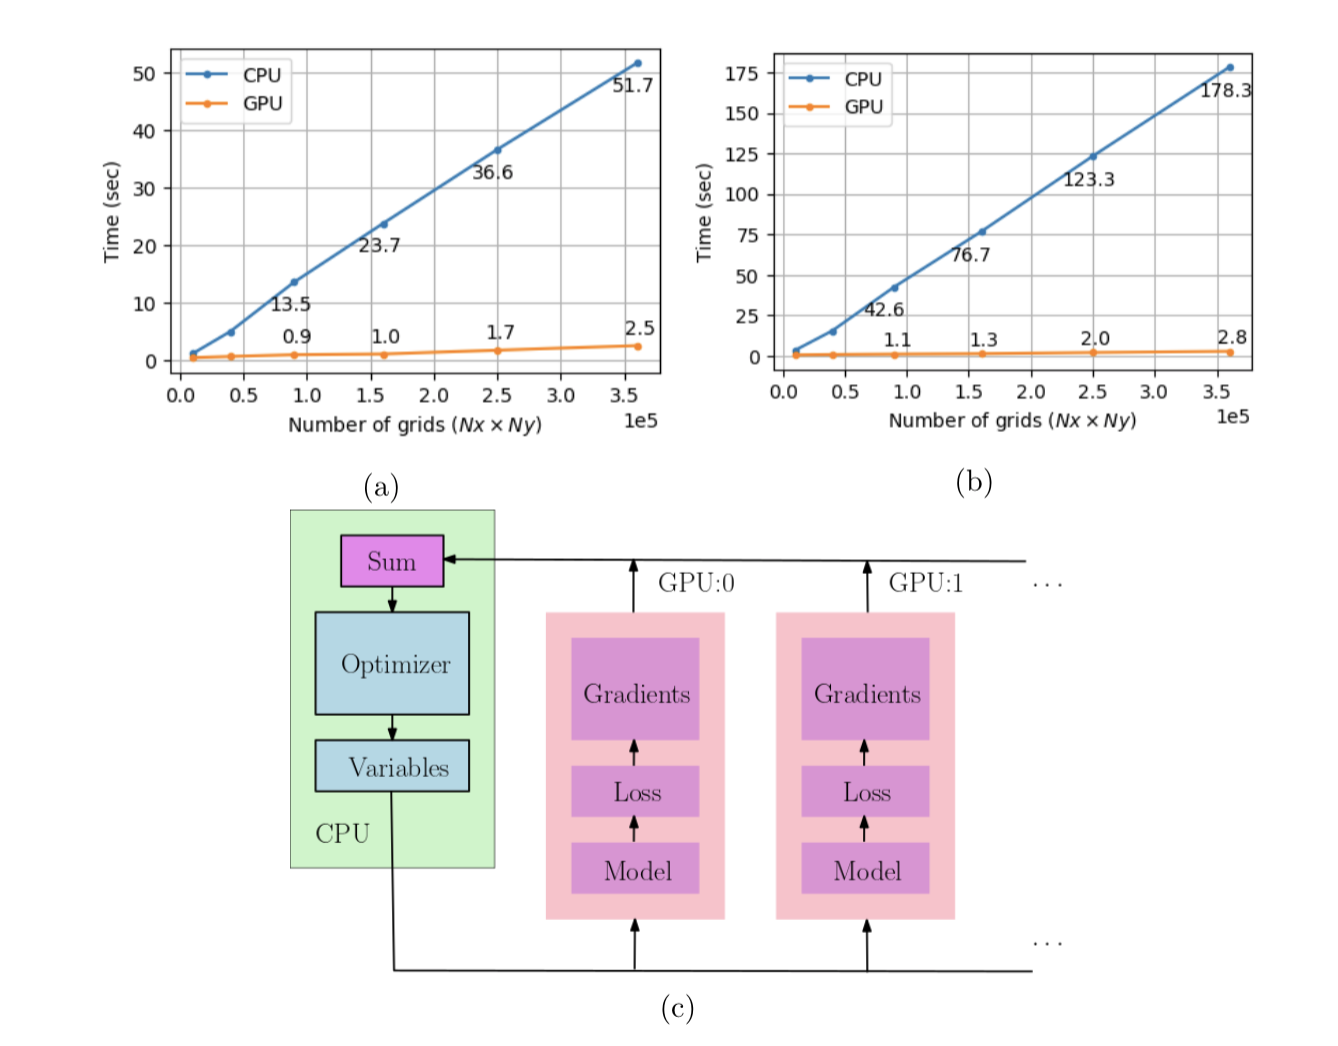 CPU
GPU
50
40
30
20
10
0
Time (sec)
51.7
36.6
23.7
13.5
0.9
1.0
1.7
2.5
0.0 0.5 1.0 1.5 2.0 2.5 3.0 3.5
1e5
Number of grids (Nx × Ny)
(a)
CPU
GPU
175
150
125
100
75
50
25
0
Time (sec)
178.3
123.3
76.7
42.6
1.1
1.3
2.0
2.8
0.0 0.5 1.0 1.5 2.0 2.5 3.0 3.5
1e5
Number of grids (Nx × Ny)
(b)
Sum
Optimizer
Variables
CPU
GPU:0
Gradients
Loss
Model
GPU:1
Gradients
Loss
Model
...
...
(c)